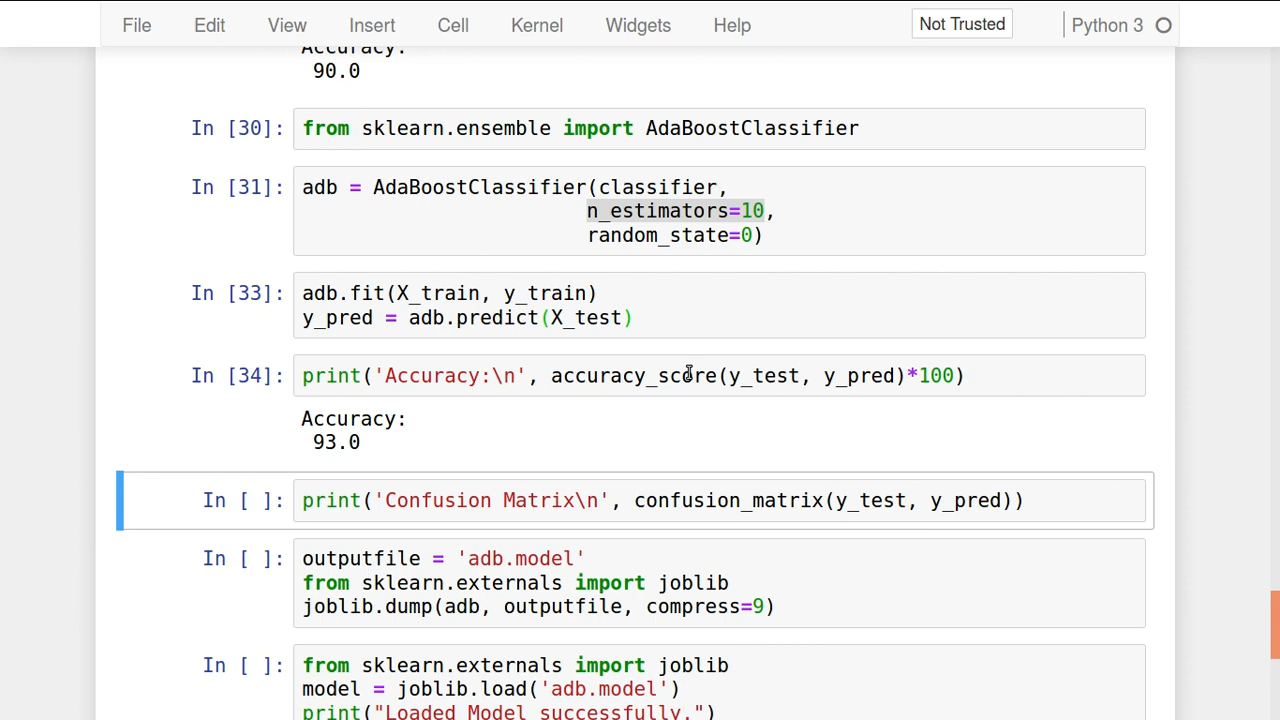 File Edit View Insert Cell Kernel Widgets Help Not Trusted Python 3
Accuracy:
90.0
In [30]: from sklearn.ensemble import AdaBoostClassifier
In [31]: adb = AdaBoostClassifier(classifier,
n_estimators=10,
random_state=0)
In [33]: adb.fit(X_train, y_train)
y_pred = adb.predict(X_test)
In [34]: print('Accuracy:\n', accuracy_score(y_test, y_pred)*100)
Accuracy:
93.0
In [ ]: print('Confusion Matrix\n', confusion_matrix(y_test, y_pred))
In [ ]: outputfile = 'adb.model'
from sklearn.externals import joblib
joblib.dump(adb, outputfile, compress=9)
In [ ]: from sklearn.externals import joblib
model = joblib.load('adb.model')
print("Loaded Model successfully.")